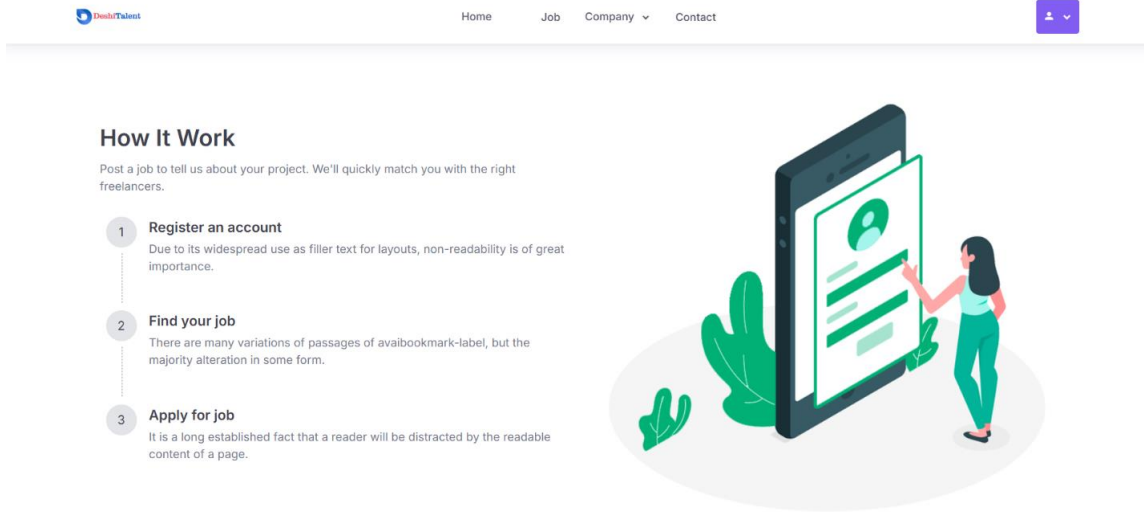 DeshiTalent
Home Job Company Contact
How It Work
Post a job to tell us about your project. We'll quickly match you with the right
freelancers.
1 Register an account
Due to its widespread use as filler text for layouts, non-readability is of great
importance.
2 Find your job
There are many variations of passages of avaibookmark-label, but the
majority alteration in some form.
3 Apply for job
It is a long established fact that a reader will be distracted by the readable
content of a page.